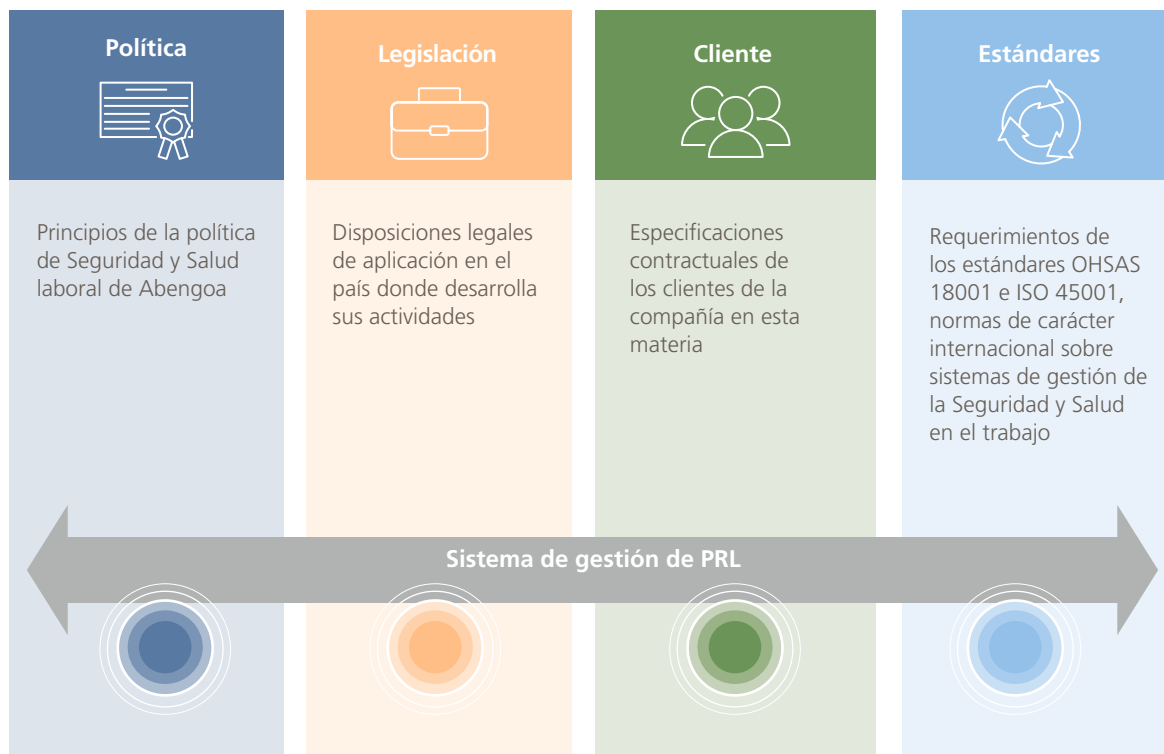 Política
Principios de la política
de Seguridad y Salud
laboral de Abengoa
Legislación
Disposiciones legales
de aplicación en el
país donde desarrolla
sus actividades
Cliente
Especificaciones
contractuales de
los clientes de la
compañía en esta
materia
Estándares
Requerimientos de
los estándares OHSAS
18001 e ISO 45001,
normas de carácter
internacional sobre
sistemas de gestión de
la Seguridad y Salud
en el trabajo
Sistema de gestión de PRL